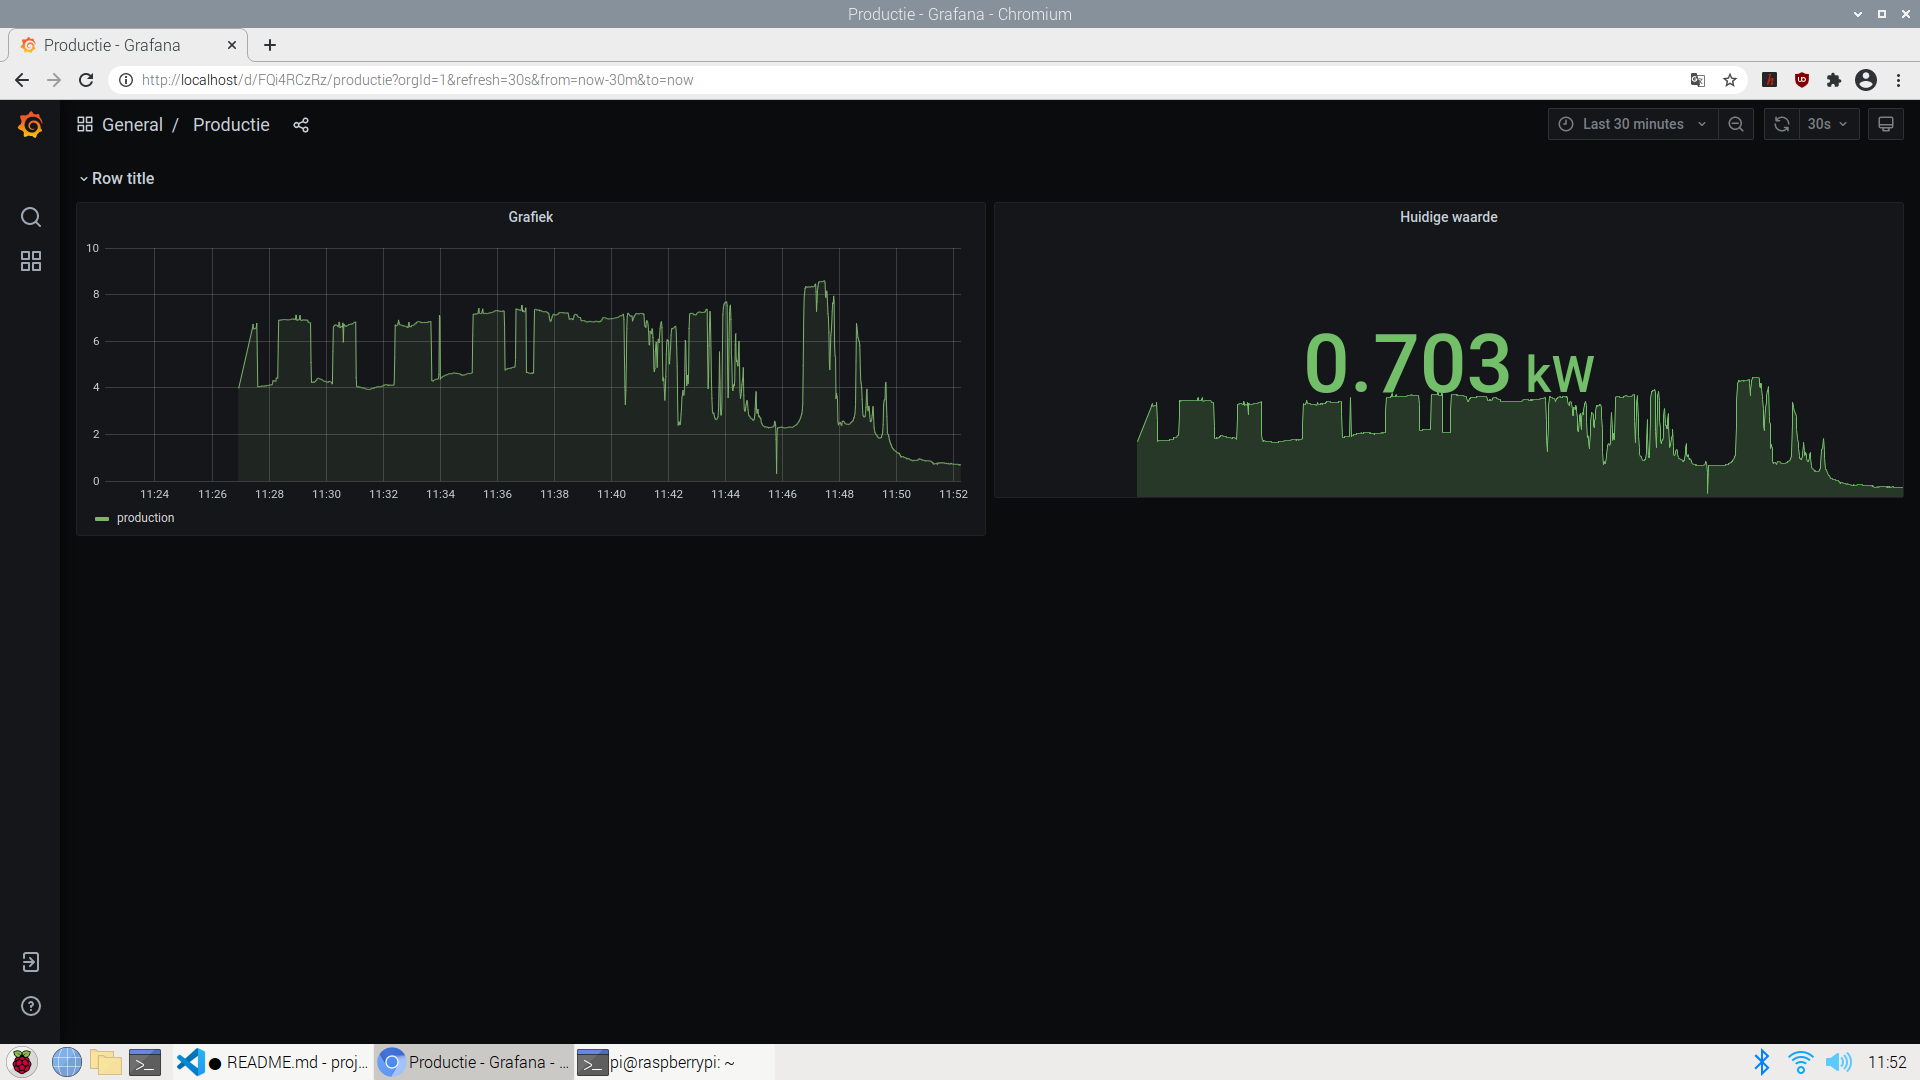 Productie - Grafana - Chromium
Productie - Grafana
http://localhost/d/FQi4RCzRz/productie?orgId=1&refresh=30s&from=now-30m&to=now
General / Productie
Last 30 minutes
30s
Row title
Grafiek
10
8
6
4
2
0
11:24 11:26 11:28 11:30 11:32 11:34 11:36 11:38 11:40 11:42 11:44 11:46 11:48 11:50 11:52
production
Huidige waarde
0.703 kW
README.md - proj...
Productie - Grafana - ...
pi@raspberrypi: ~
11:52